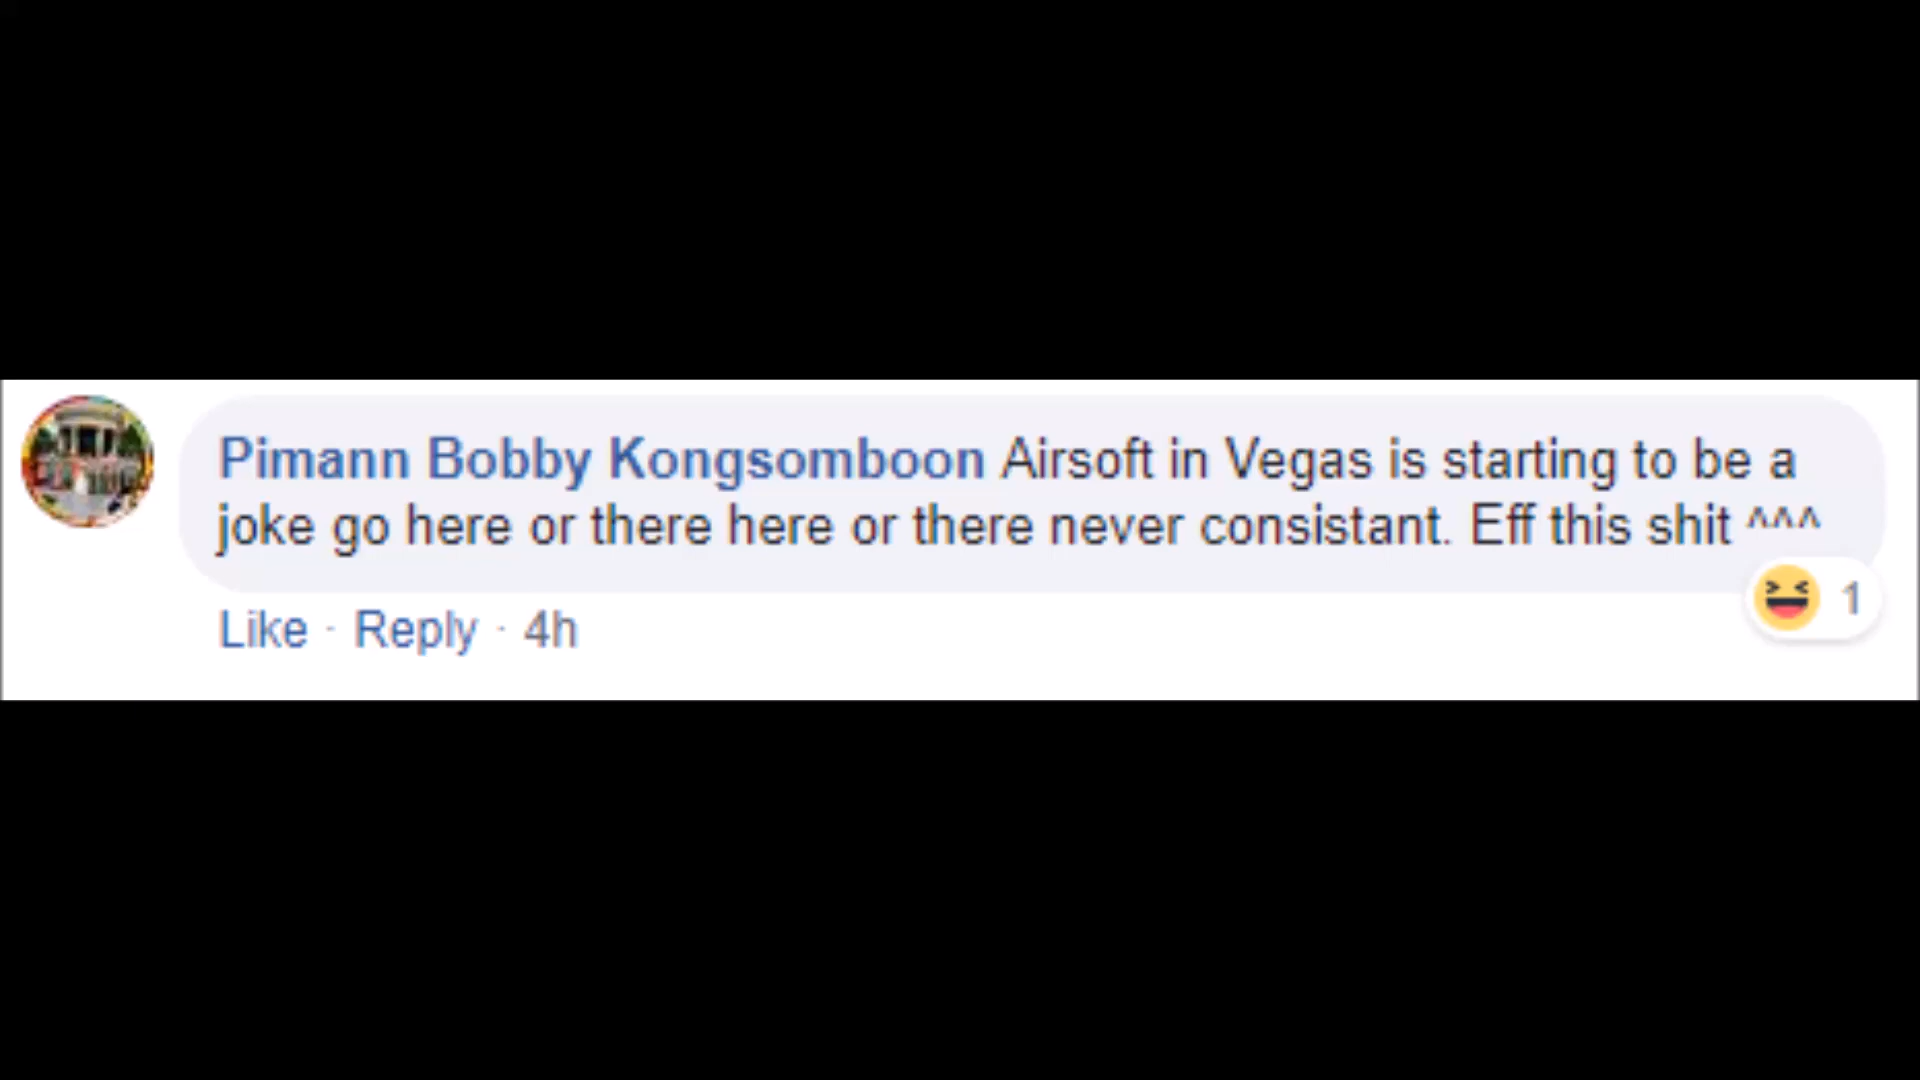 Pimann Bobby Kongsomboon Airsoft in Vegas is starting to be a
joke go here or there here or there never consistant. Eff this shit ^^^
1
Like · Reply · 4h